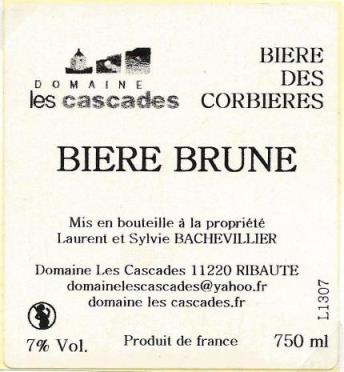 DOMAINE
les cascades
BIERE
DES
CORBIERES
BIERE BRUNE
Mis en bouteille à la propriété
Laurent et Sylvie BACHEVILLIER
Domaine Les Cascades 11220 RIBAUTE
domainelescascades@yahoo.fr
domaine les cascades.fr
L1307
7% Vol.
Produit de france
750 ml